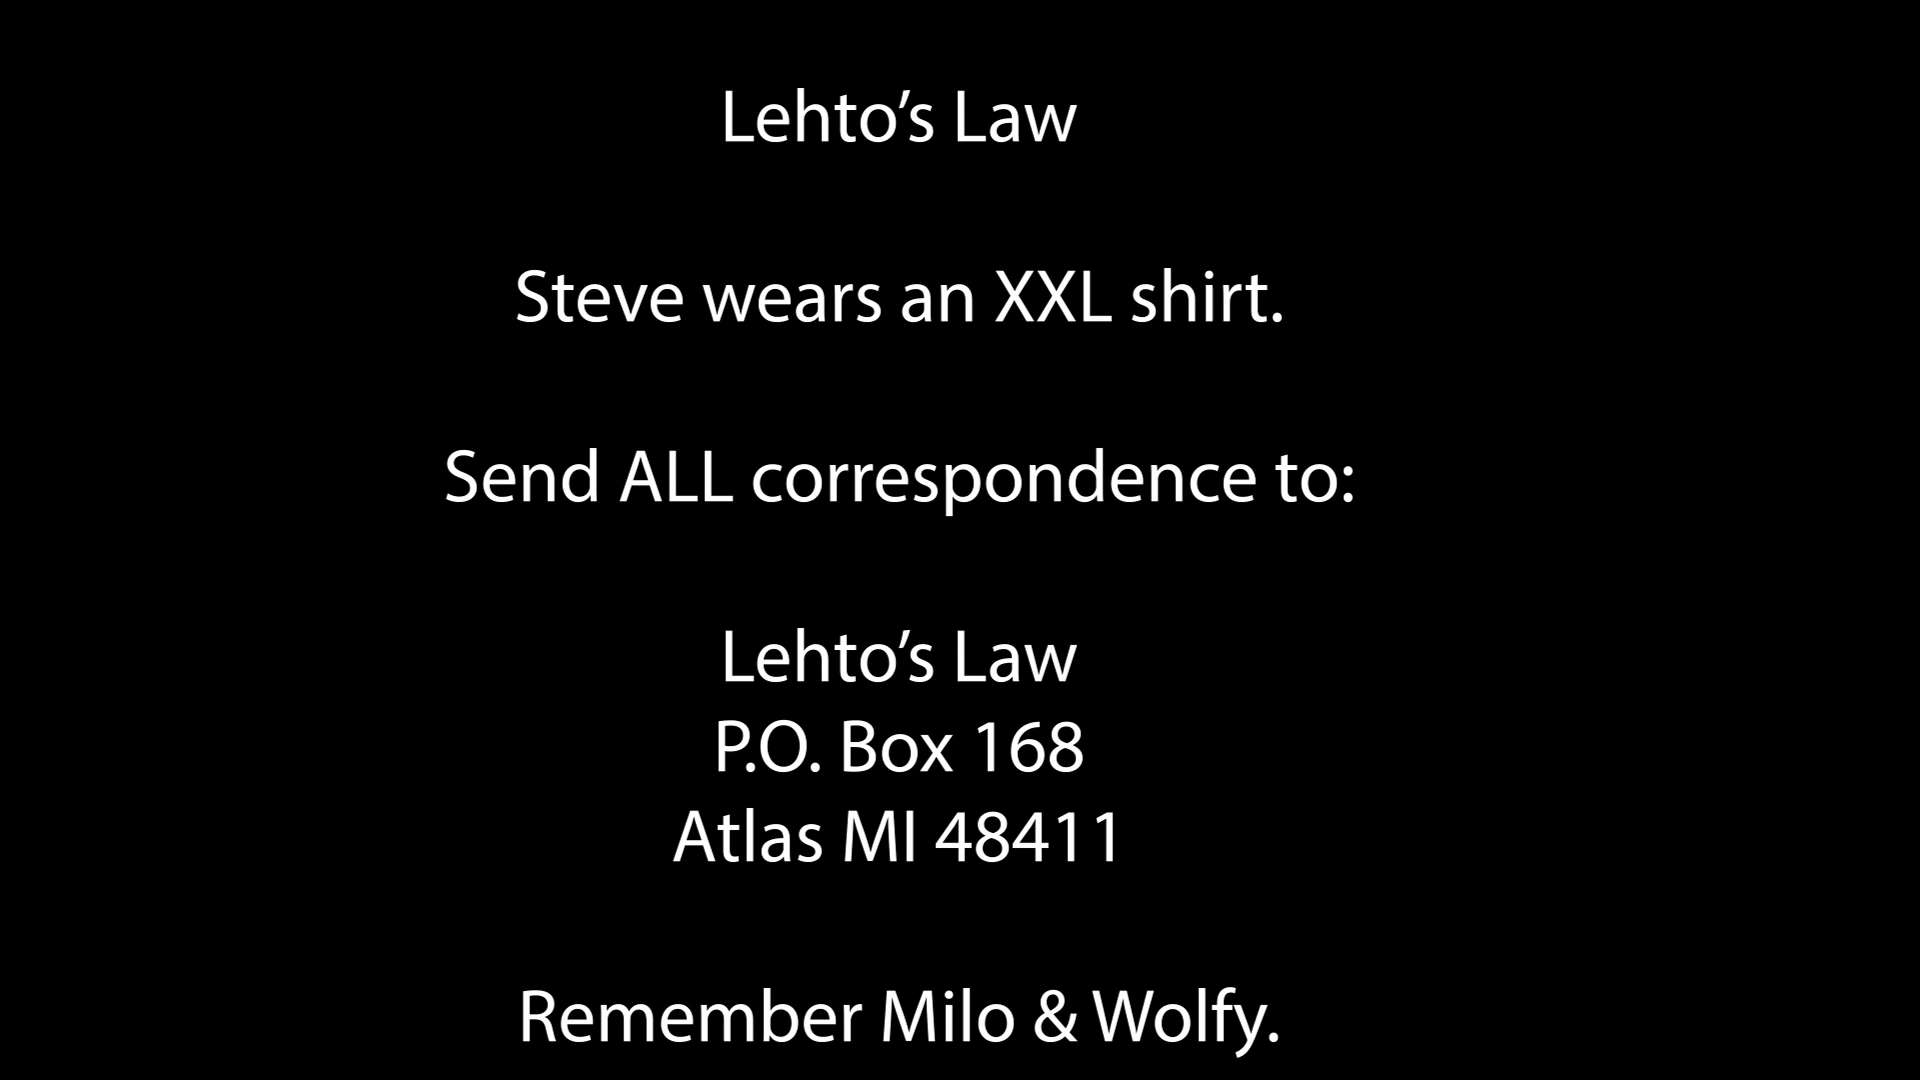 Lehto’s Law
Steve wears an XXL shirt.
Send ALL correspondence to:
Lehto’s Law
P.O. Box 168
Atlas MI 48411
Remember Milo & Wolfy.